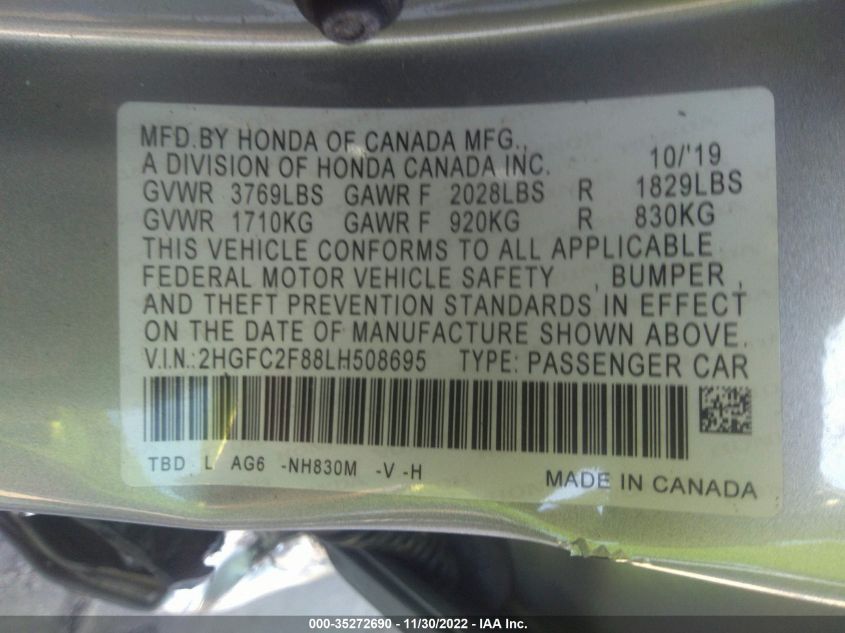 MFD.BY HONDA OF CANADA MFG.,
A DIVISION OF HONDA CANADA INC. 10/'19
GVWR 3769LBS GAWR F 2028LBS R 1829LBS
GVWR 1710KG GAWR F 920KG R 830KG
THIS VEHICLE CONFORMS TO ALL APPLICABLE
FEDERAL MOTOR VEHICLE SAFETY , BUMPER ,
AND THEFT PREVENTION STANDARDS IN EFFECT
ON THE DATE OF MANUFACTURE SHOWN ABOVE.
V.I.N.:2HGFC2F88LH508695 TYPE: PASSENGER CAR
TBD L AG6 -NH830M -V -H
MADE IN CANADA
000-35272690 - 11/30/2022 - IAA Inc.